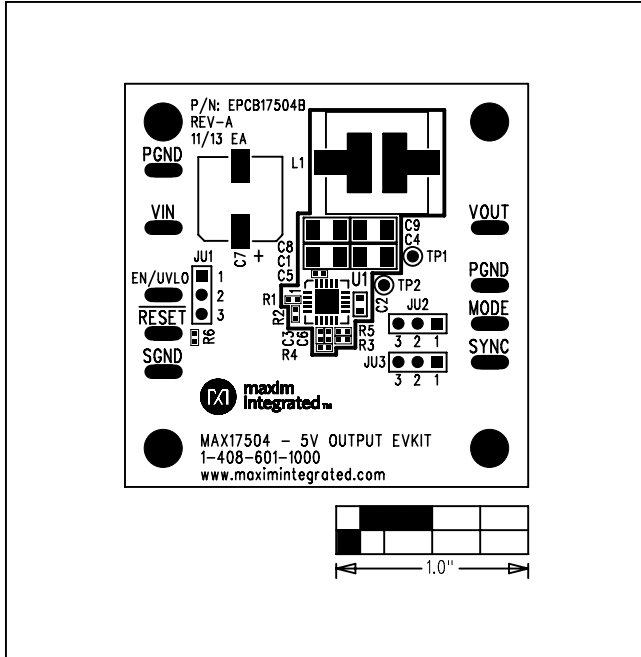 P/N: EPCB17504B
REV-A
11/13 EA
PGND
L1
VIN
VOUT
C9
C4
C8
C1
C5
TP1
C7 +
JU1
1
2
3
U1
TP2
PGND
EN/UVLO
R1
R2
C2
JU2
MODE
3 2 1
RESET
R6
C3
C6
R5
R3
R4
SYNC
JU3
3 2 1
SGND
maxim
integrated™
MAX17504 - 5V OUTPUT EVKIT
1-408-601-1000
www.maximintegrated.com
1.0"